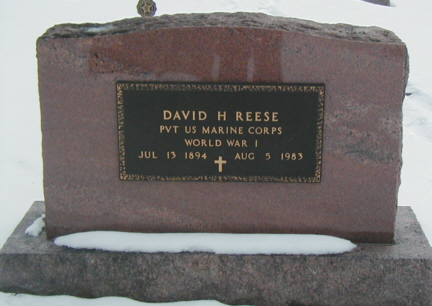 DAVID H REESE
PVT US MARINE CORPS
WORLD WAR I
JUL 13 1894 AUG 5 1983